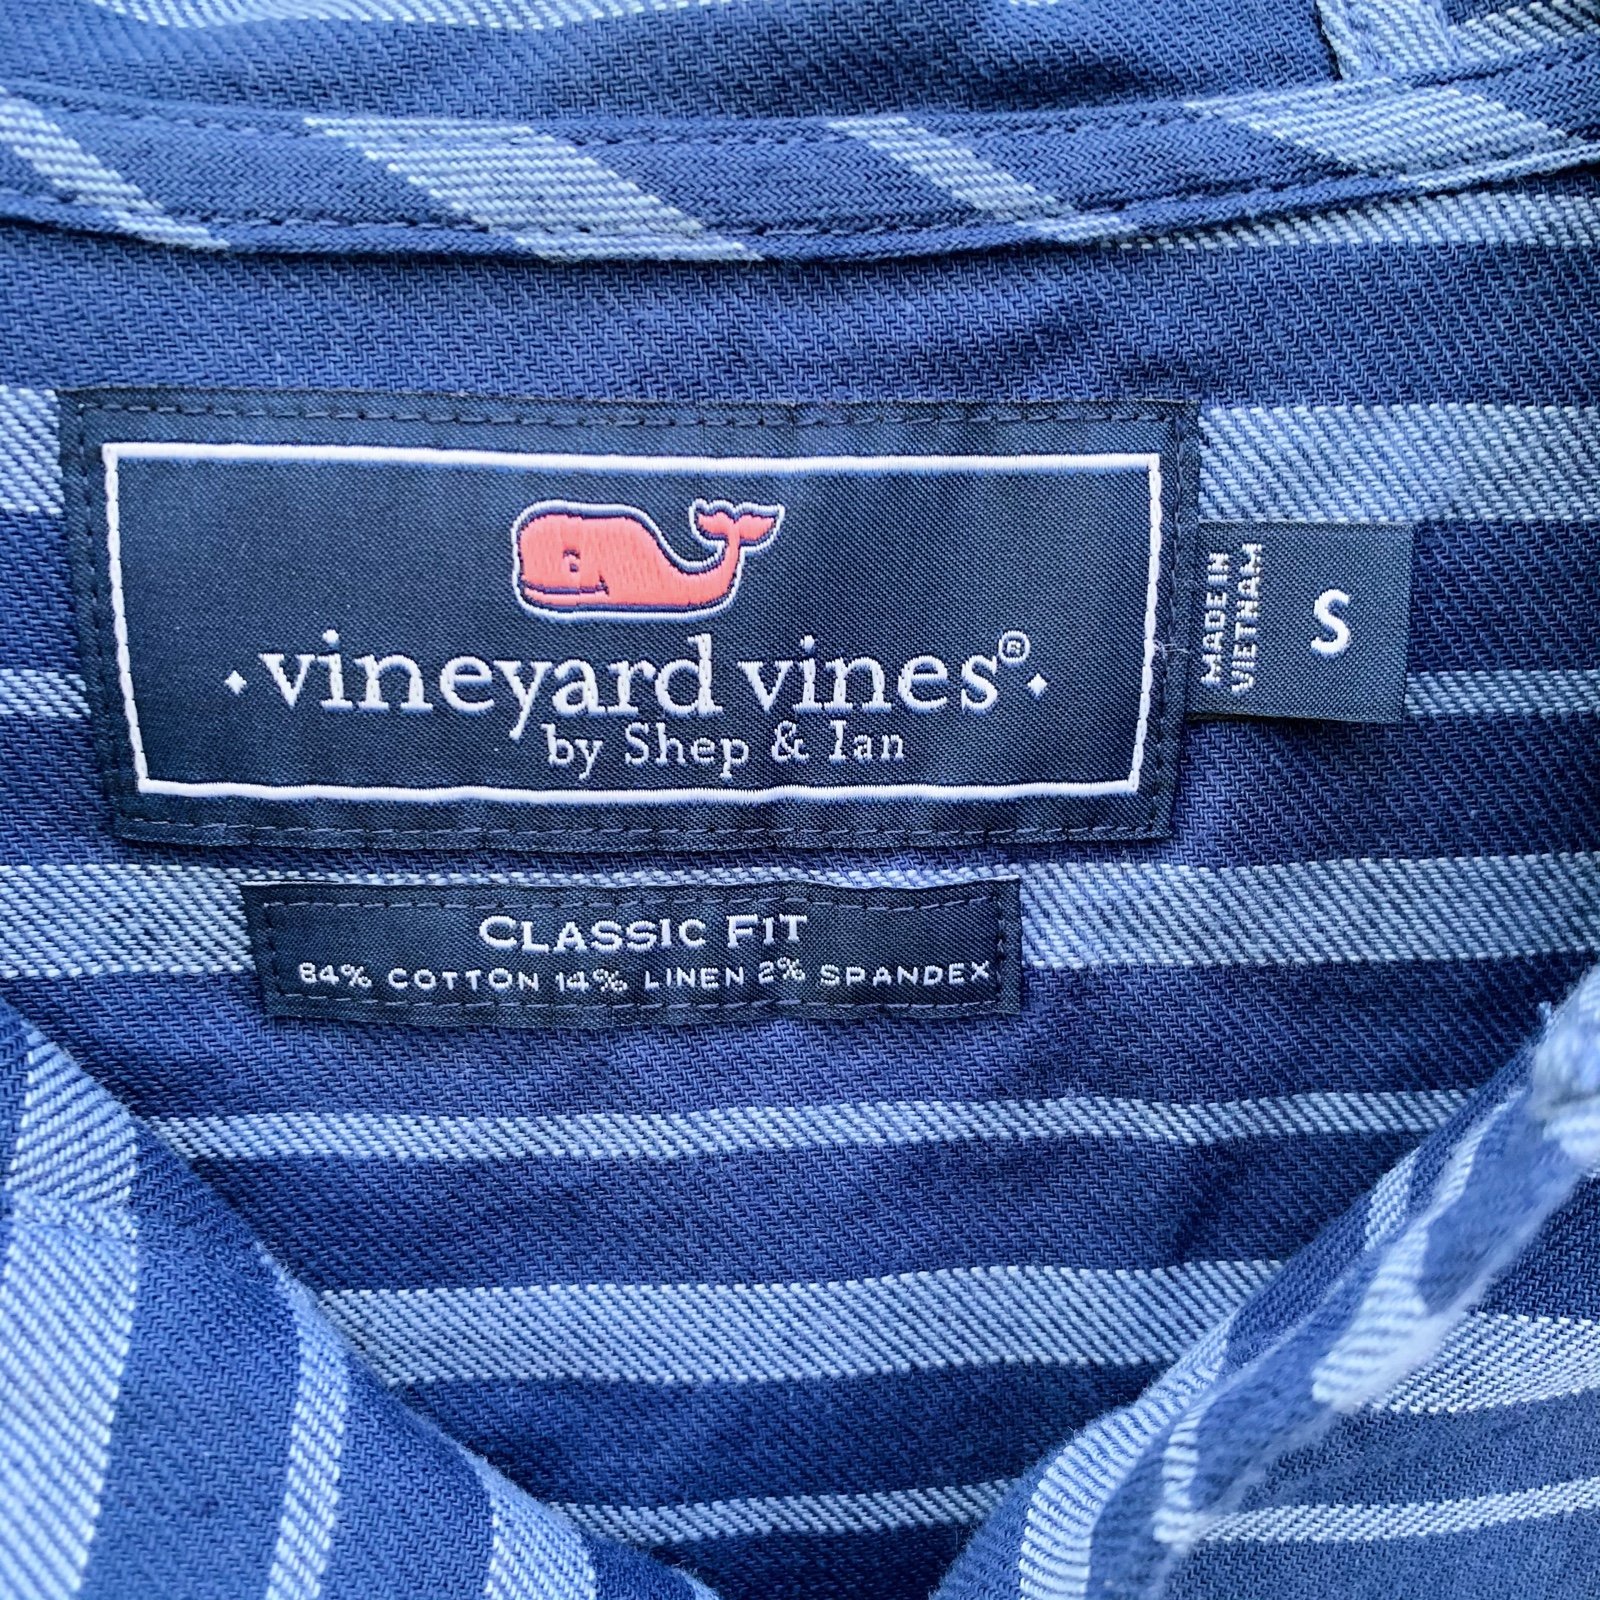 vineyard vines®
by Shep & Ian
MADE IN
VIETNAM
S
CLASSIC FIT
84% COTTON 14% LINEN 2% SPANDEX